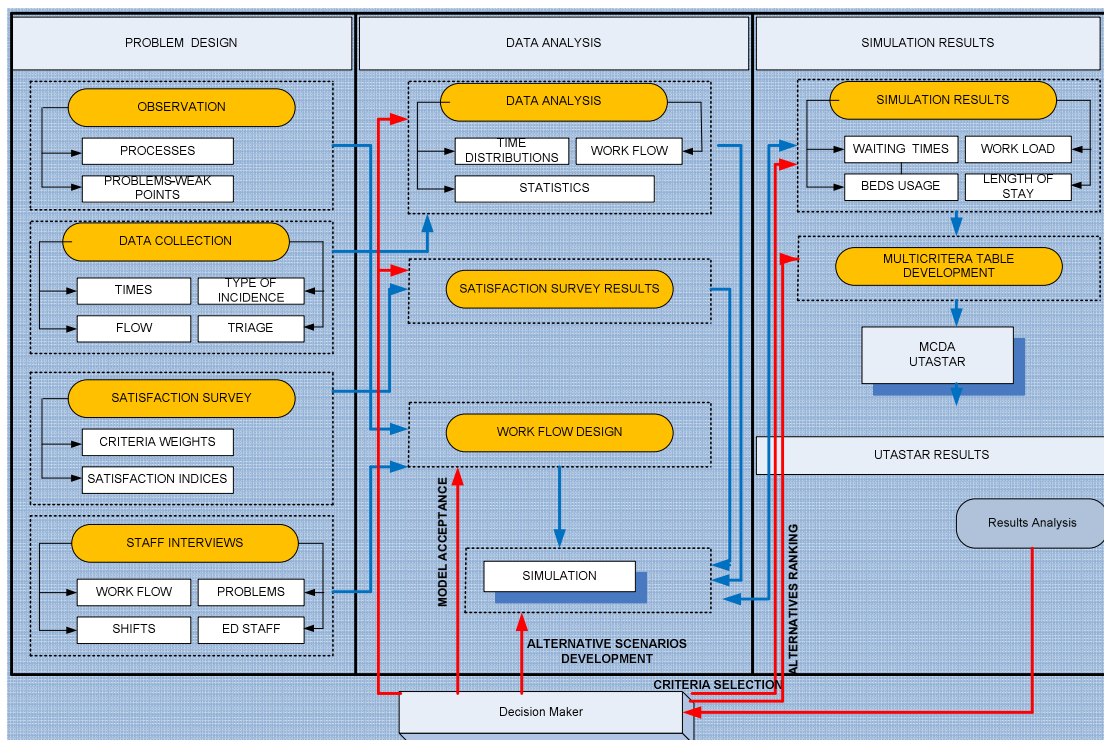 PROBLEM DESIGN
OBSERVATION
PROCESSES
PROBLEMS-WEAK
POINTS
DATA COLLECTION
TIMES
TYPE OF
INCIDENCE
FLOW
TRIAGE
SATISFACTION SURVEY
CRITERIA WEIGHTS
SATISFACTION INDICES
STAFF INTERVIEWS
WORK FLOW
PROBLEMS
SHIFTS
ED STAFF
DATA ANALYSIS
DATA ANALYSIS
TIME
DISTRIBUTIONS
WORK FLOW
STATISTICS
SATISFACTION SURVEY RESULTS
WORK FLOW DESIGN
MODEL ACCEPTANCE
SIMULATION
ALTERNATIVE SCENARIOS
DEVELOPMENT
SIMULATION RESULTS
SIMULATION RESULTS
WAITING TIMES
WORK LOAD
BEDS USAGE
LENGTH OF
STAY
MULTICRITERA TABLE
DEVELOPMENT
MCDA
UTASTAR
UTASTAR RESULTS
Results Analysis
ALTERNATIVES RANKING
CRITERIA SELECTION
Decision Maker